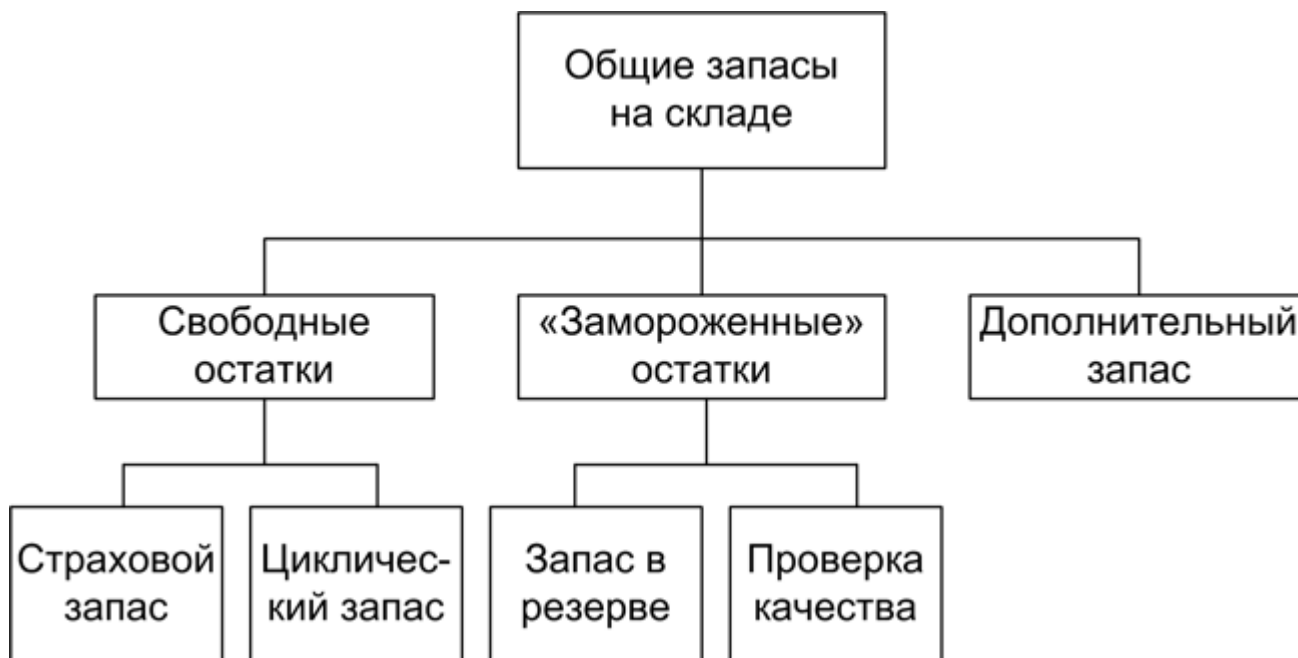 Общие запасы
на складе
Свободные
остатки
«Замороженные»
остатки
Дополнительный
запас
Страховой
запас
Цикличес-
кий запас
Запас в
резерве
Проверка
качества